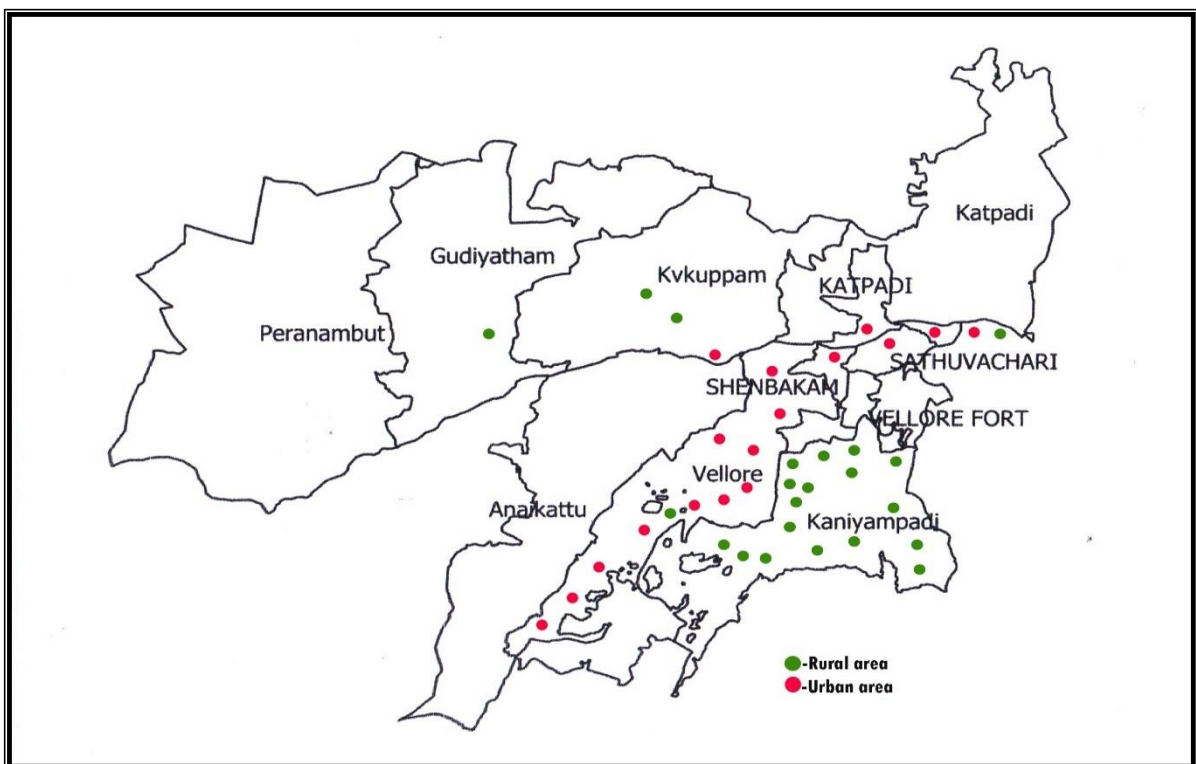 Katpadi
Gudiyatham
Kvkuppam
KATPADI
Peranambut
SATHUVACHARI
SHENBAKAM
VELLORE FORT
Vellore
Anaikattu
Kaniyampadi
-Rural area
-Urban area